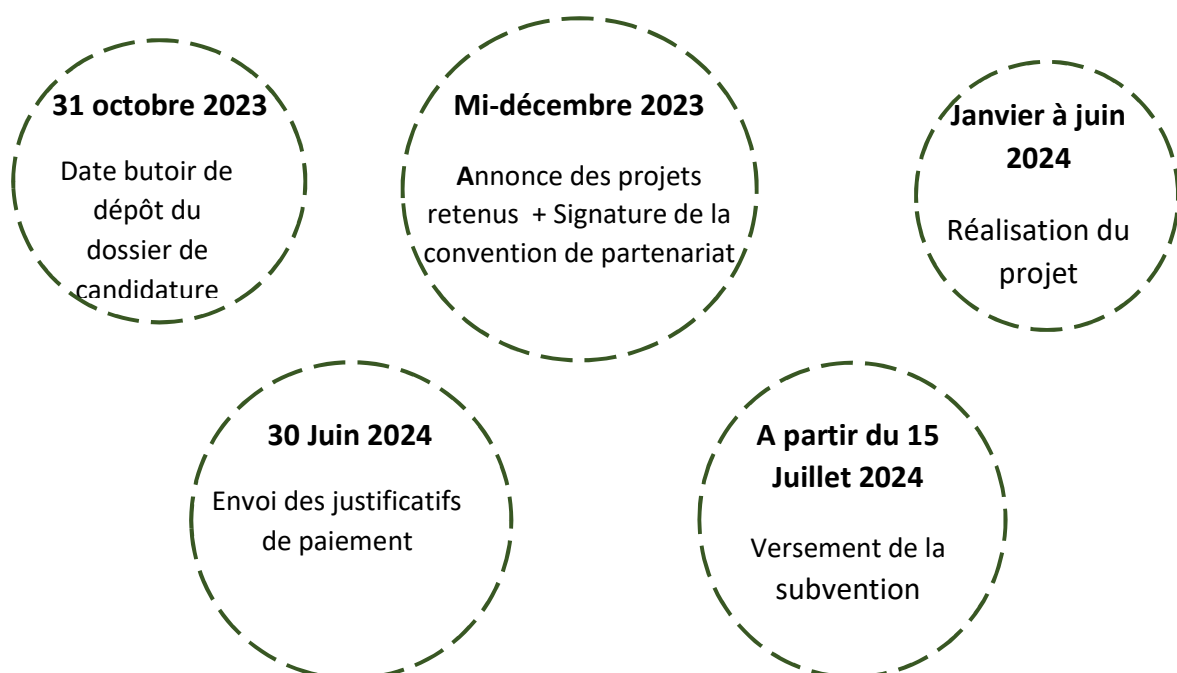 31 octobre 2023
Date butoir de
dépôt du
dossier de
candidature
Mi-décembre 2023
Annonce des projets
retenus + Signature de la
convention de partenariat
Janvier à juin
2024
Réalisation du
projet
30 Juin 2024
Envoi des justificatifs
de paiement
A partir du 15
Juillet 2024
Versement de la
subvention